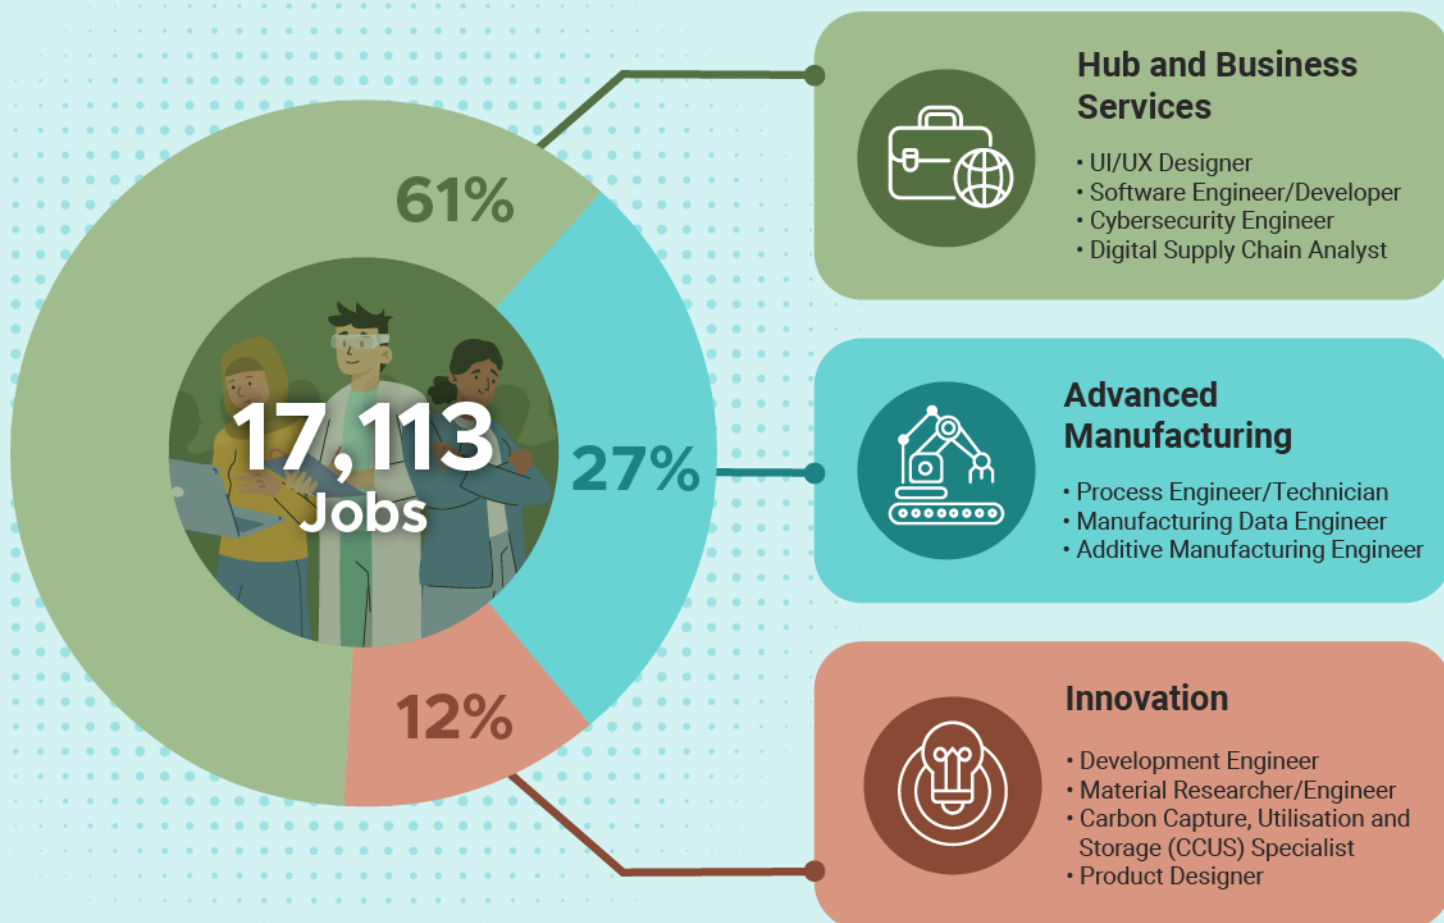 61%
27%
12%
17,113
Jobs
Hub and Business
Services
• UI/UX Designer
• Software Engineer/Developer
• Cybersecurity Engineer
• Digital Supply Chain Analyst
Advanced
Manufacturing
• Process Engineer/Technician
• Manufacturing Data Engineer
• Additive Manufacturing Engineer
Innovation
• Development Engineer
• Material Researcher/Engineer
• Carbon Capture, Utilisation and
Storage (CCUS) Specialist
• Product Designer